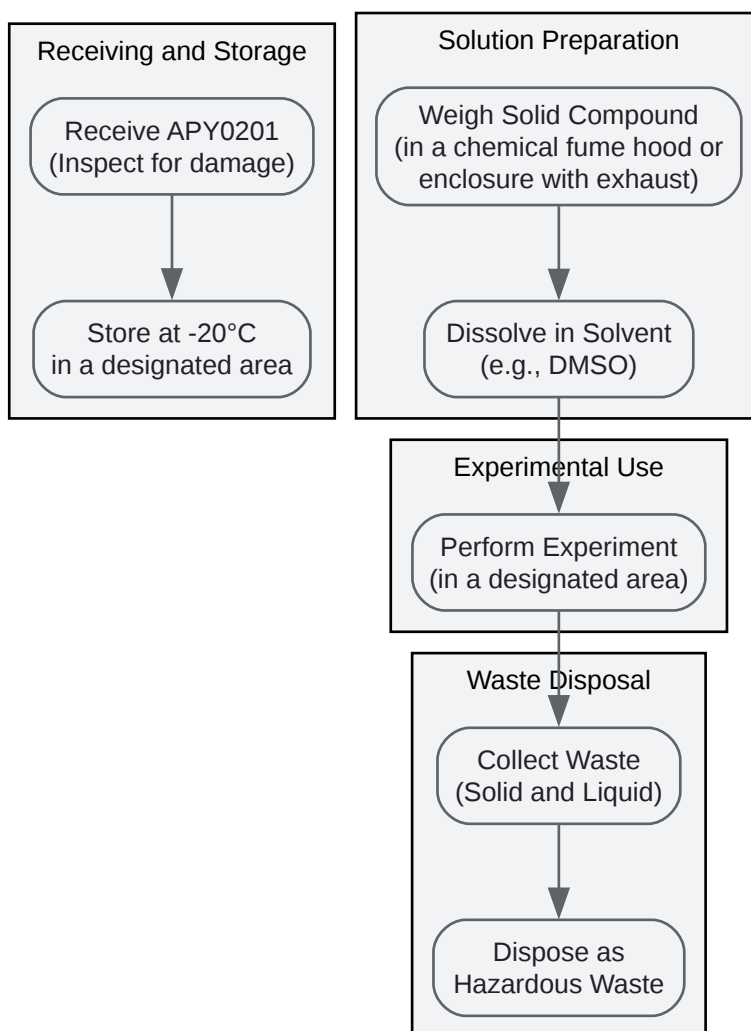 Receiving and Storage
Receive APY0201
(Inspect for damage)
Store at -20°C
in a designated area
Solution Preparation
Weigh Solid Compound
(in a chemical fume hood or
enclosure with exhaust)
Dissolve in Solvent
(e.g., DMSO)
Experimental Use
Perform Experiment
(in a designated area)
Waste Disposal
Collect Waste
(Solid and Liquid)
Dispose as
Hazardous Waste